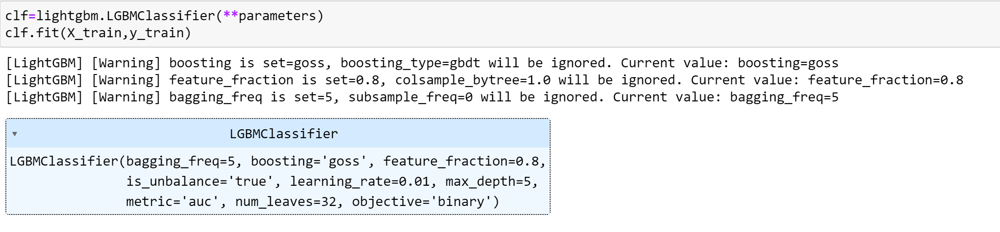 clf=lightgbm.LGBMClassifier(**parameters)
clf.fit(X_train,y_train)
[LightGBM] [Warning] boosting is set=goss, boosting_type=gbdt will be ignored. Current value: boosting=goss
[LightGBM] [Warning] feature_fraction is set=0.8, colsample_bytree=1.0 will be ignored. Current value: feature_fraction=0.8
[LightGBM] [Warning] bagging_freq is set=5, subsample_freq=0 will be ignored. Current value: bagging_freq=5
LGBMClassifier
LGBMClassifier(bagging_freq=5, boosting='goss', feature_fraction=0.8,
is_unbalance='true', learning_rate=0.01, max_depth=5,
metric='auc', num_leaves=32, objective='binary')